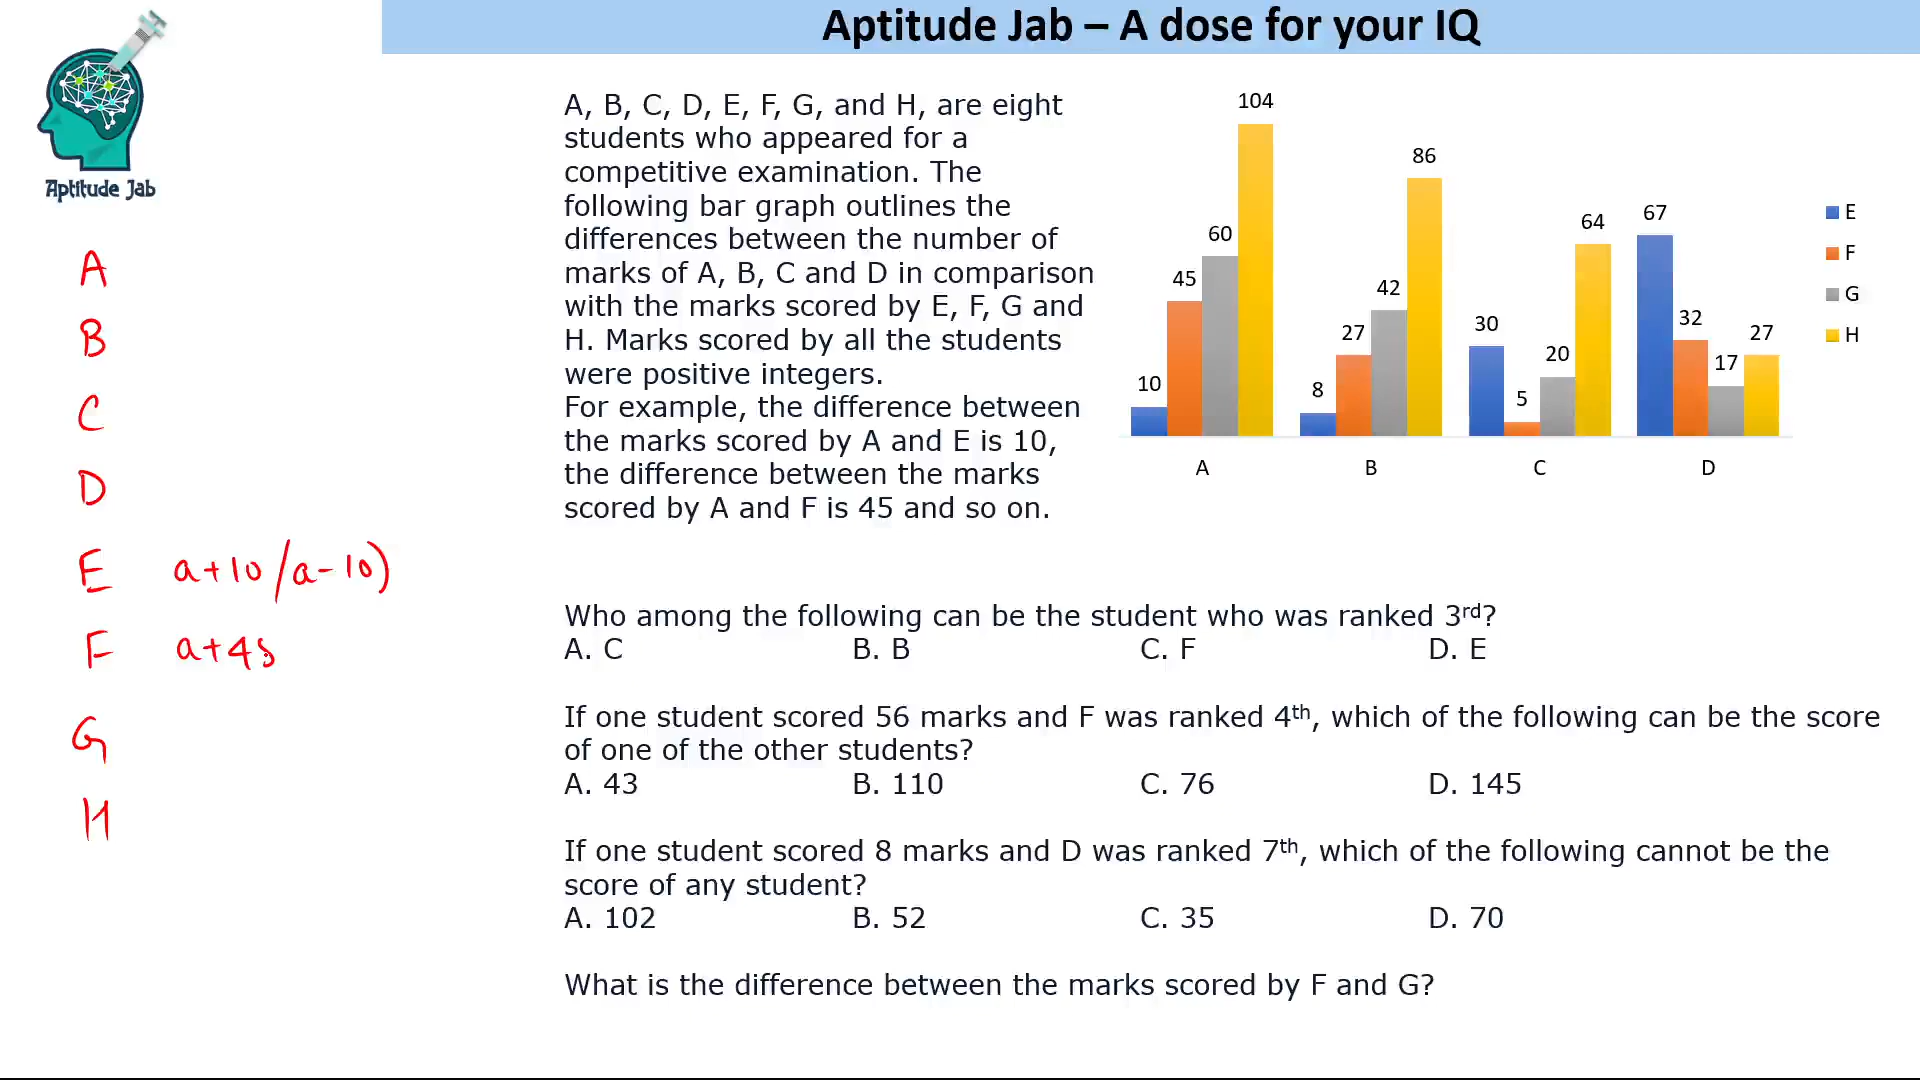 Aptitude Jab – A dose for your IQ
Aptitude Jab
A, B, C, D, E, F, G, and H, are eight
students who appeared for a
competitive examination. The
following bar graph outlines the
differences between the number of
marks of A, B, C and D in comparison
with the marks scored by E, F, G and
H. Marks scored by all the students
were positive integers.
For example, the difference between
the marks scored by A and E is 10,
the difference between the marks
scored by A and F is 45 and so on.
10 45 60 104
8 27 42 86
30 5 20 64
67 32 17 27
A B C D
E
F
G
H
A
B
C
D
E a+10/a-10)
F a+45
G
H
Who among the following can be the student who was ranked 3rd?
A. C B. B C. F D. E
If one student scored 56 marks and F was ranked 4th, which of the following can be the score
of one of the other students?
A. 43 B. 110 C. 76 D. 145
If one student scored 8 marks and D was ranked 7th, which of the following cannot be the
score of any student?
A. 102 B. 52 C. 35 D. 70
What is the difference between the marks scored by F and G?